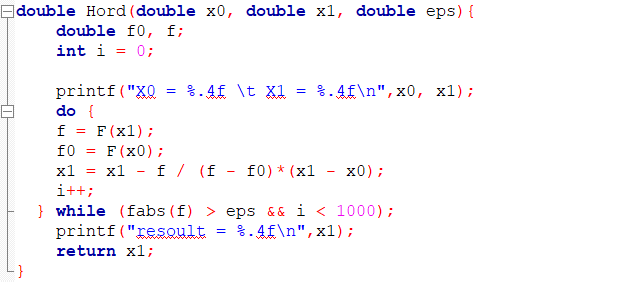 double Hord(double x0, double x1, double eps){
double f0, f;
int i = 0;
printf("X0 = %.4f \t X1 = %.4f\n",x0, x1);
do {
f = F(x1);
f0 = F(x0);
x1 = x1 - f / (f - f0)*(x1 - x0);
i++;
} while (fabs(f) > eps && i < 1000);
printf("resoult = %.4f\n",x1);
return x1;
}